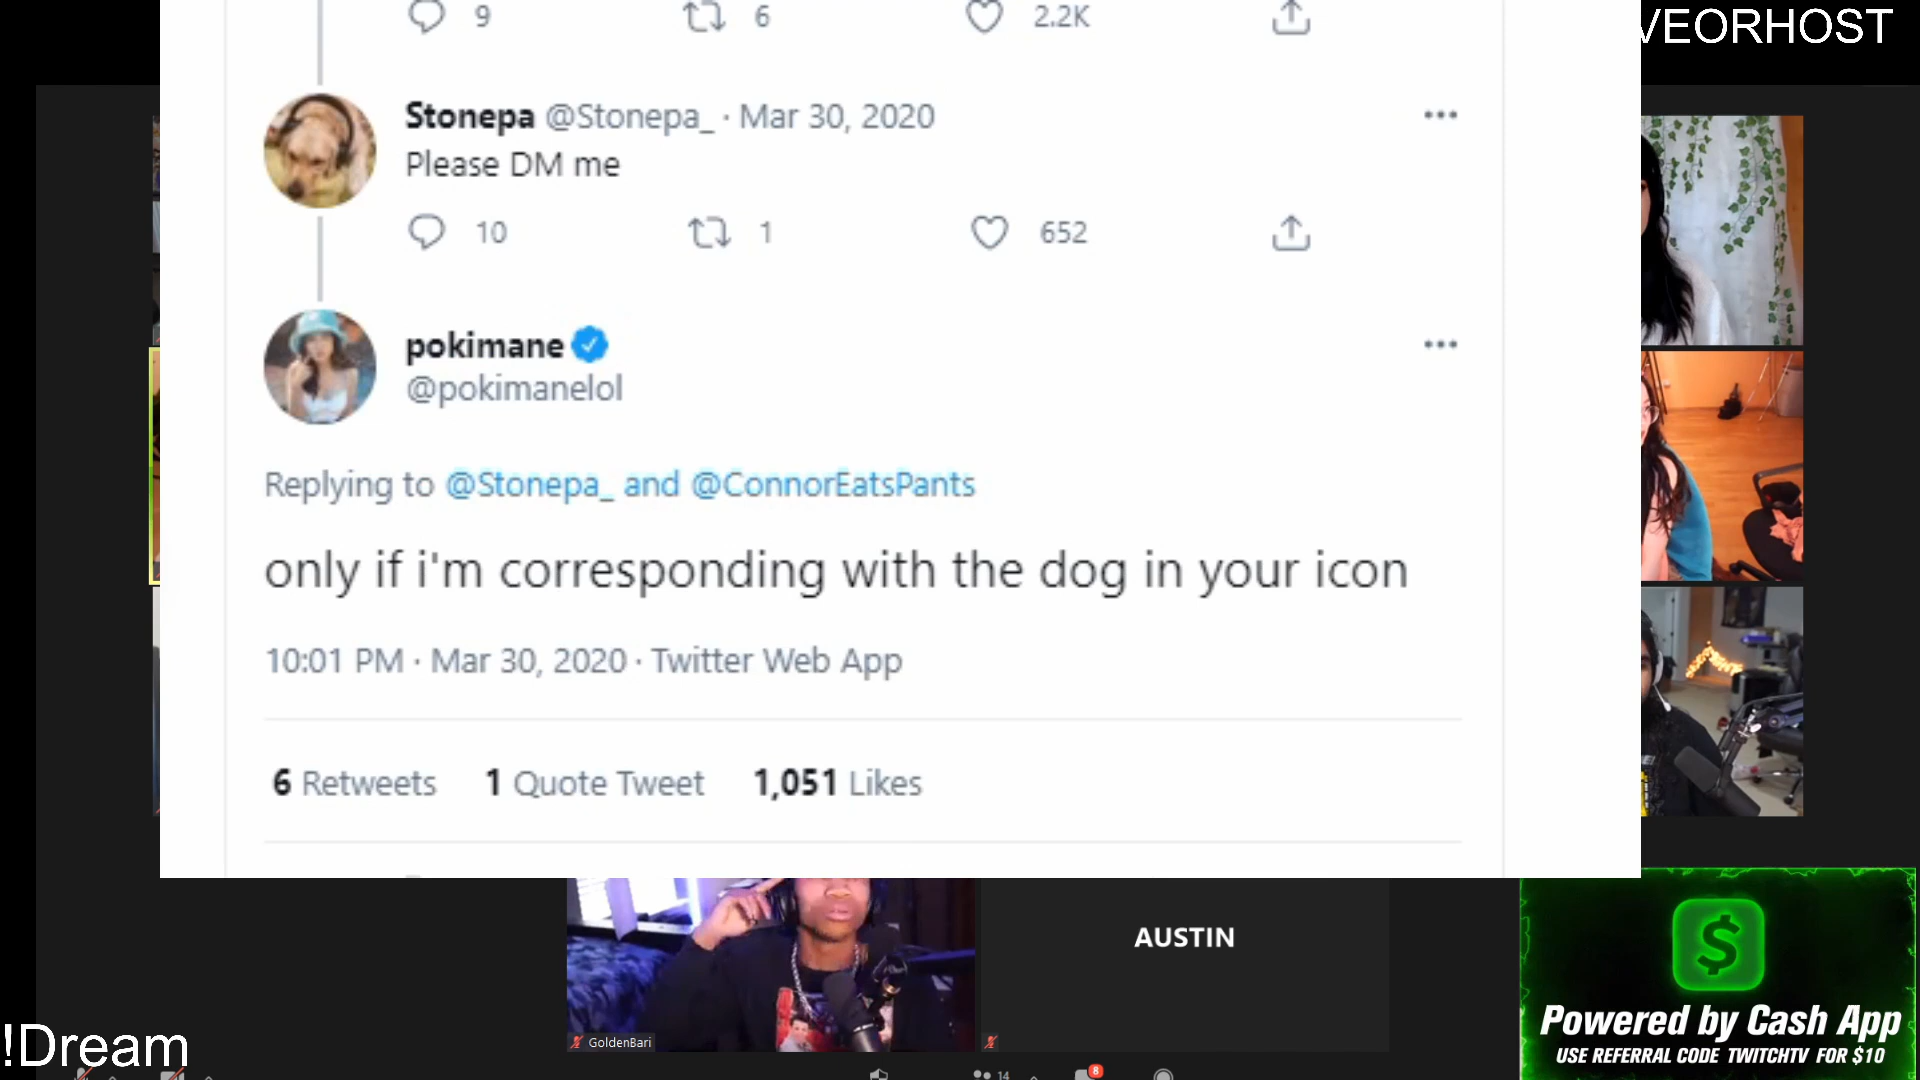 9 6 2.2K
VEORHOST
Stonepa @Stonepa_ · Mar 30, 2020
Please DM me
10 1 652
pokimane
@pokimanelol
Replying to @Stonepa_ and @ConnorEatsPants
only if i'm corresponding with the dog in your icon
10:01 PM · Mar 30, 2020 · Twitter Web App
6 Retweets 1 Quote Tweet 1,051 Likes
AUSTIN
GoldenBari
!Dream
Powered by Cash App
USE REFERRAL CODE TWITCHTV FOR $10
14
8